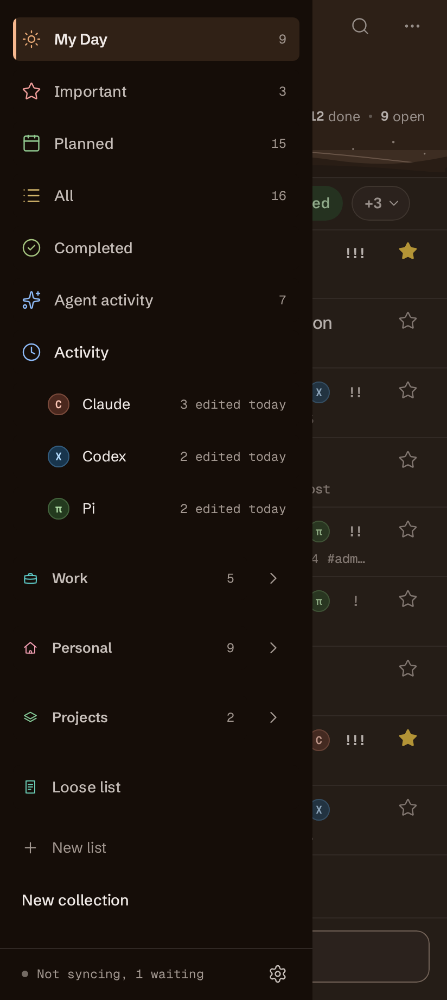 My Day 9
Important 3
Planned 15
All 16
Completed
Agent activity 7
Activity
C Claude 3 edited today
X Codex 2 edited today
π Pi 2 edited today
Work 5
Personal 9
Projects 2
Loose list
New list
New collection
Not syncing, 1 waiting
12 done • 9 open
ed
+3
!!!
on
X !!
ost
π !!
4 #adm…
π !
C !!!
X